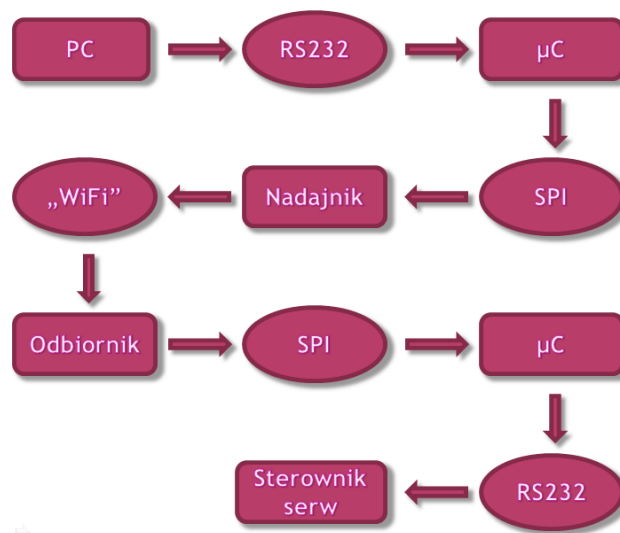 PC
RS232
µC
„WiFi”
Nadajnik
SPI
Odbiornik
SPI
µC
Sterownik
serw
RS232